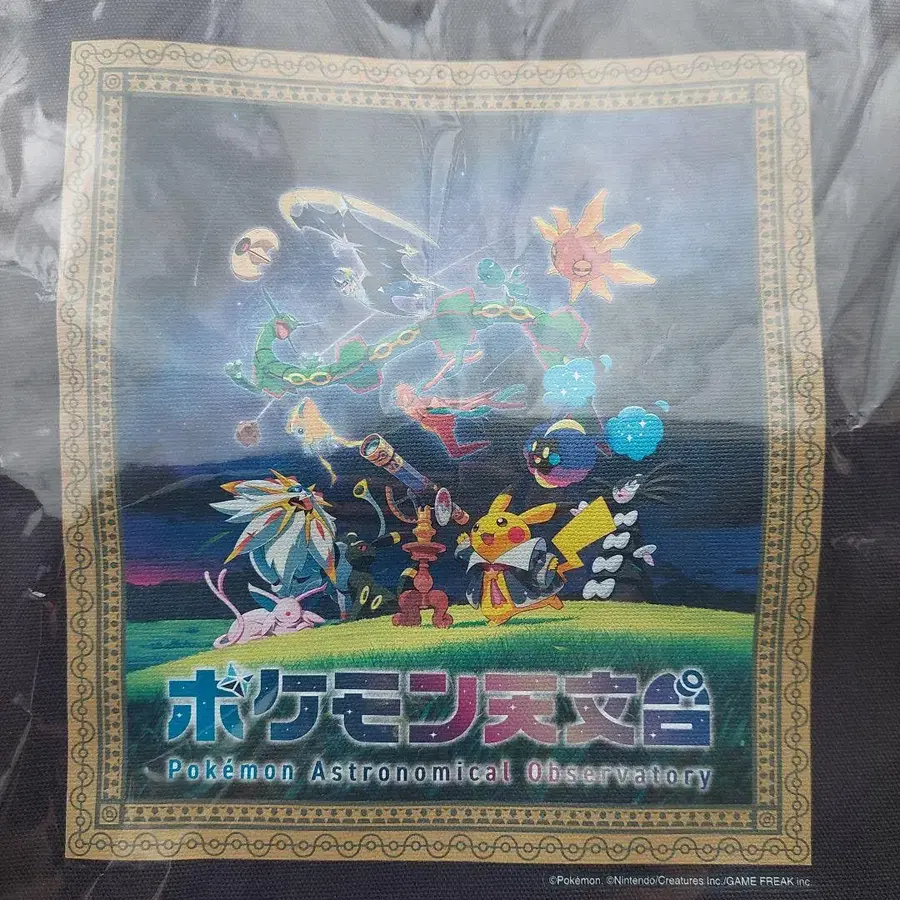 ポケモン天文台
Pokémon Astronomical Observatory
©Pokémon. ©Nintendo/Creatures Inc./GAME FREAK inc.